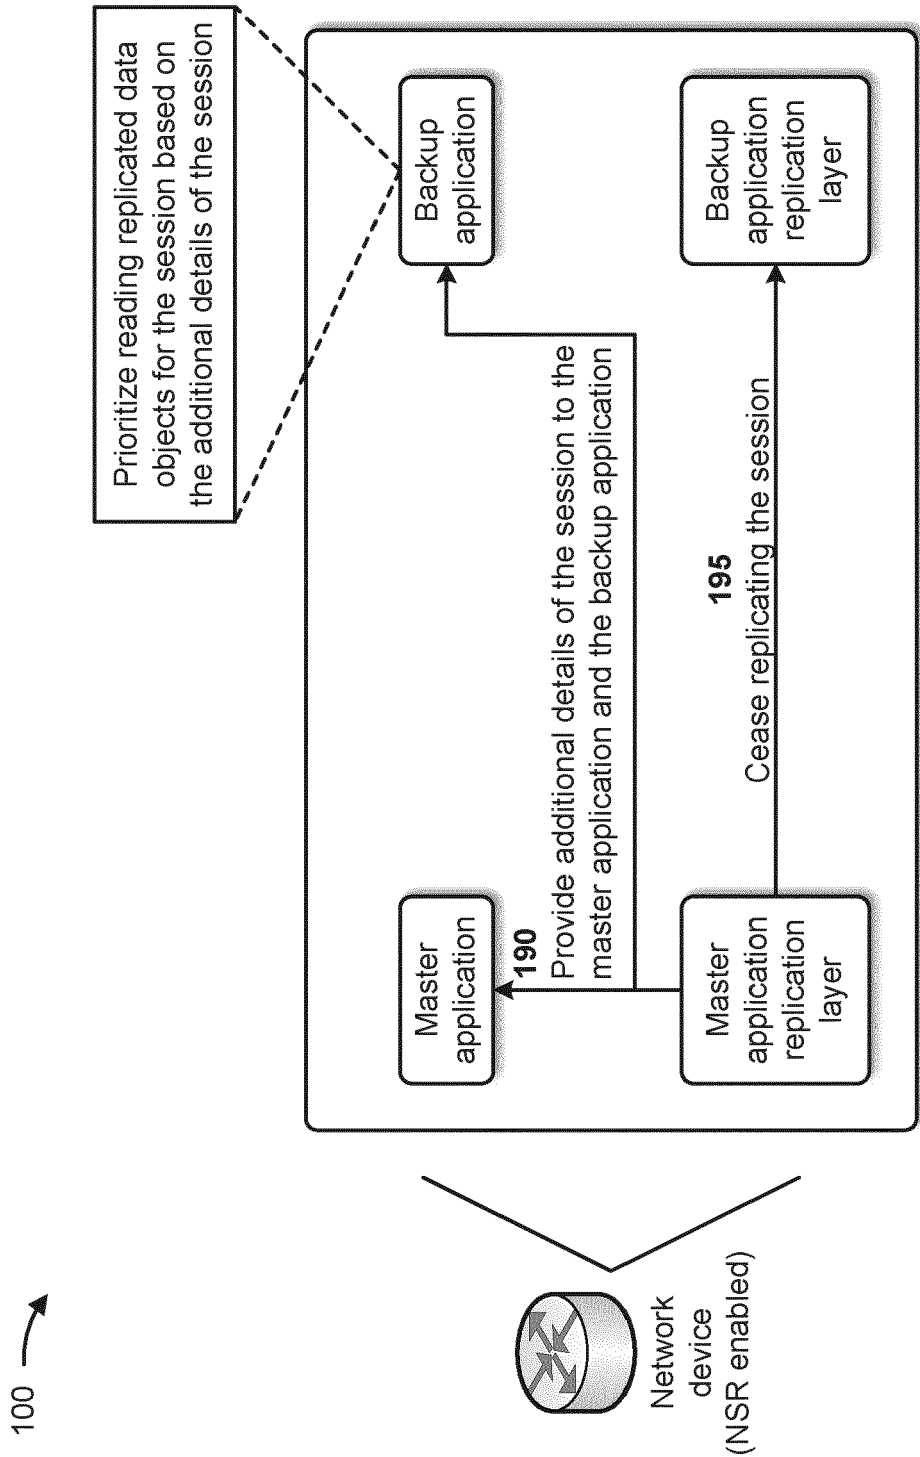 100
Network
device
(NSR enabled)
Master
application
190
Provide additional details of the session to the
master application and the backup application
Backup
application
Prioritize reading replicated data
objects for the session based on
the additional details of the session
Master
application
replication
layer
195
Cease replicating the session
Backup
application
replication
layer